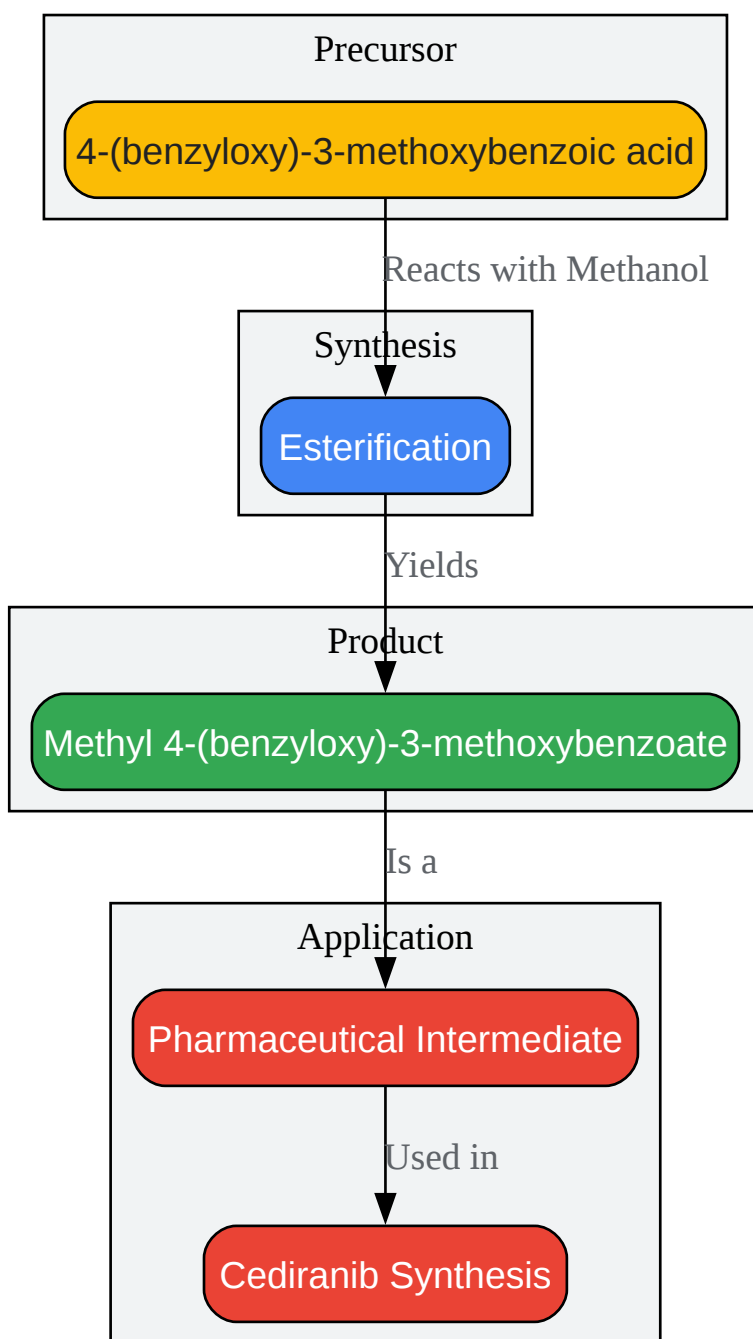 Precursor
4-(benzyloxy)-3-methoxybenzoic acid
Reacts with Methanol
Synthesis
Esterification
Yields
Product
Methyl 4-(benzyloxy)-3-methoxybenzoate
Is a
Application
Pharmaceutical Intermediate
Used in
Cediranib Synthesis